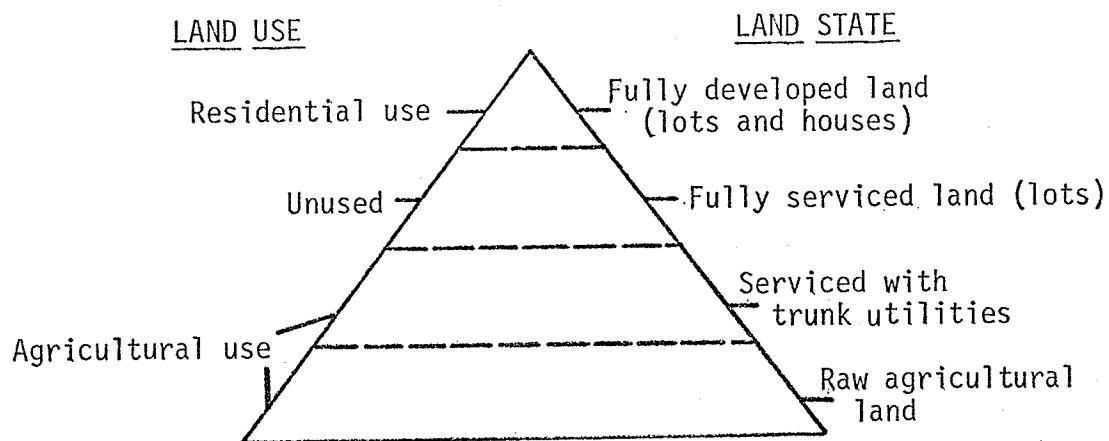 LAND USE
LAND STATE
Residential use
Fully developed land
(lots and houses)
Unused
Fully serviced land (lots)
Serviced with
trunk utilities
Agricultural use
Raw agricultural
land